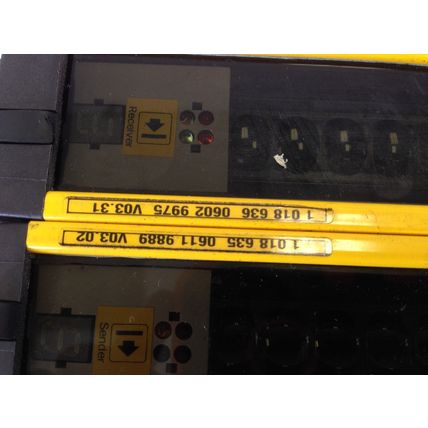 Receiver
1 018 636 0602 9975 V03.31
1 018 635 0611 9889 V03.02
Sender